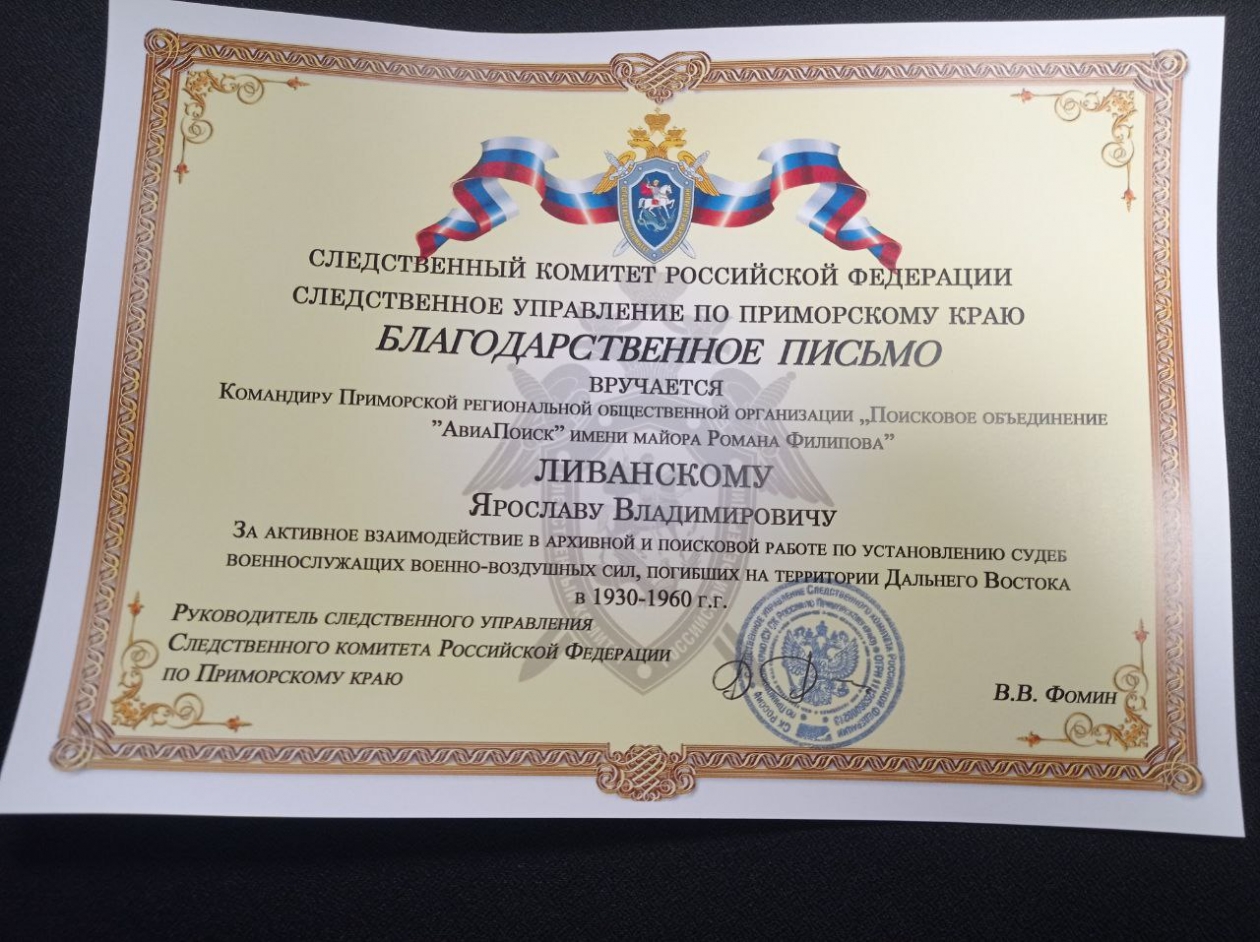 СЛЕДСТВЕННЫЙ КОМИТЕТ РОССИЙСКОЙ ФЕДЕРАЦИИ
СЛЕДСТВЕННОЕ УПРАВЛЕНИЕ ПО ПРИМОРСКОМУ КРАЮ
БЛАГОДАРСТВЕННОЕ ПИСЬМО
ВРУЧАЕТСЯ
Командиру Приморской региональной общественной организации „Поисковое объединение
"АвиаПоиск" имени майора Романа Филипова”
ЛИВАНСКОМУ
Ярославу Владимировичу
За активное взаимодействие в архивной и поисковой работе по установлению судеб
военнослужащих военно-воздушных сил, погибших на территории Дальнего Востока
в 1930-1960 г.г.
Руководитель следственного управления
Следственного комитета Российской Федерации
по Приморскому краю
В.В. Фомин